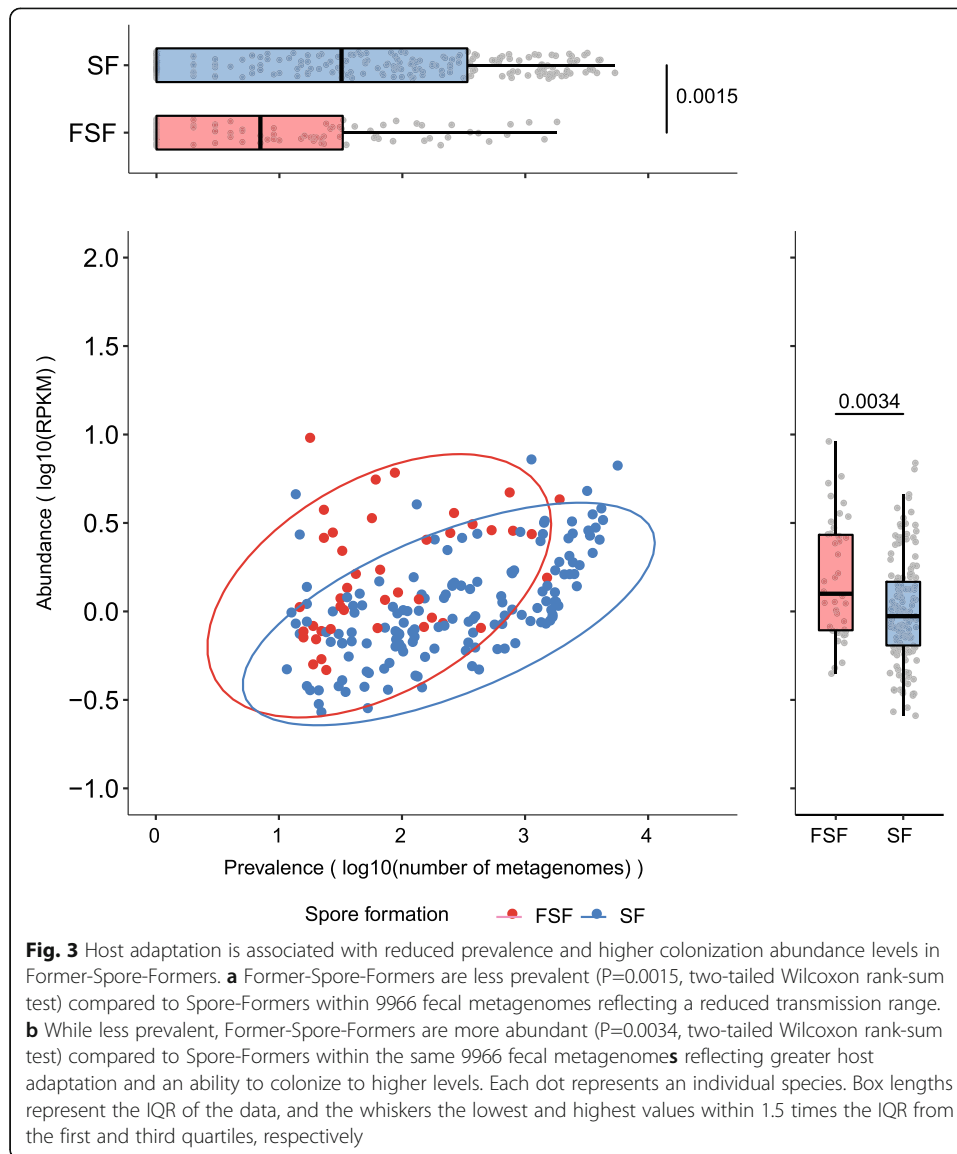 SF
FSF
0.0015
2.0
1.5
1.0
0.5
0.0
−0.5
−1.0
Abundance ( log10(RPKM) )
0.0034
0 1 2 3 4
FSF SF
Prevalence ( log10(number of metagenomes) )
Spore formation FSF SF
Fig. 3 Host adaptation is associated with reduced prevalence and higher colonization abundance levels in
Former-Spore-Formers. a Former-Spore-Formers are less prevalent (P=0.0015, two-tailed Wilcoxon rank-sum
test) compared to Spore-Formers within 9966 fecal metagenomes reflecting a reduced transmission range.
b While less prevalent, Former-Spore-Formers are more abundant (P=0.0034, two-tailed Wilcoxon rank-sum
test) compared to Spore-Formers within the same 9966 fecal metagenomes reflecting greater host
adaptation and an ability to colonize to higher levels. Each dot represents an individual species. Box lengths
represent the IQR of the data, and the whiskers the lowest and highest values within 1.5 times the IQR from
the first and third quartiles, respectively